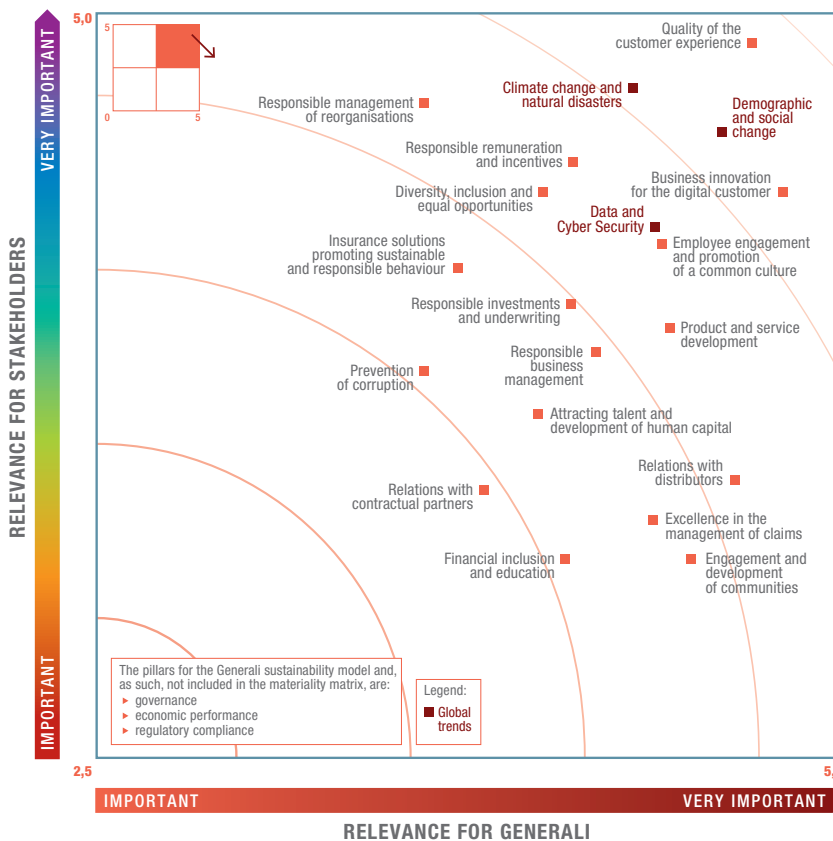 5,0
VERY IMPORTANT
IMPORTANT
RELEVANCE FOR STAKEHOLDERS
5
0
5
Quality of the
customer experience
Climate change and
natural disasters
Demographic
and social
change
Responsible management
of reorganisations
Responsible remuneration
and incentives
Business innovation
for the digital customer
Diversity, inclusion and
equal opportunities
Data and
Cyber Security
Employee engagement
and promotion
of a common culture
Insurance solutions
promoting sustainable
and responsible behaviour
Responsible investments
and underwriting
Product and service
development
Responsible
business
management
Prevention
of corruption
Attracting talent and
development of human capital
Relations with
distributors
Relations with
contractual partners
Excellence in the
management of claims
Financial inclusion
and education
Engagement and
development
of communities
The pillars for the Generali sustainability model and,
as such, not included in the materiality matrix, are:
▸ governance
▸ economic performance
▸ regulatory compliance
Legend:
Global
trends
2,5
5,
IMPORTANT
VERY IMPORTANT
RELEVANCE FOR GENERALI